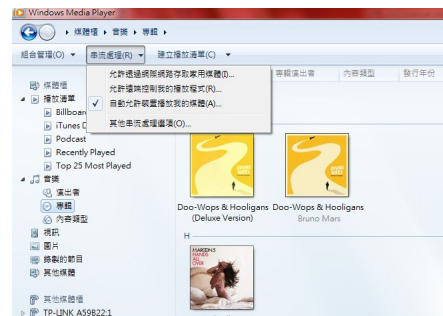 Windows Media Player
媒體櫃 ▸ 音樂 ▸ 專輯 ▸
組合管理(O) 串流處理(R) 建立播放清單(C)
允許透過網際網路存取家用媒體(I)...
允許遠端控制我的播放程式(R)...
自動允許裝置播放我的媒體(A)...
其他串流處理選項(O)...
專輯演出者 內容類型 發行年份
媒體櫃
播放清單
Billboar
iTunes D
Podcast
Recently Played
Top 25 Most Played
音樂
演出者
專輯
內容類型
視訊
圖片
錄製的節目
其他媒體
其他媒體櫃
TP-LINK A59B22:1
Doo-Wops & Hooligans (Deluxe Version)
Doo-Wops & Hooligans
Bruno Mars
H
MAROON5
HANDS
ALL
OVER